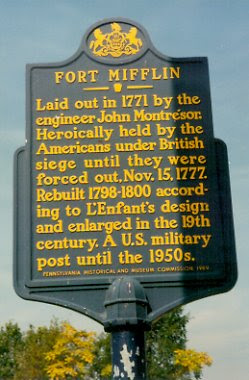 FORT MIFFLIN
Laid out in 1771 by the
engineer John Montrésor.
Heroically held by the
Americans under British
siege until they were
forced out, Nov. 15, 1777.
Rebuilt 1798-1800 accord-
ing to L'Enfant's design
and enlarged in the 19th
century. A U.S. military
post until the 1950s.
PENNSYLVANIA HISTORICAL AND MUSEUM COMMISSION 1989